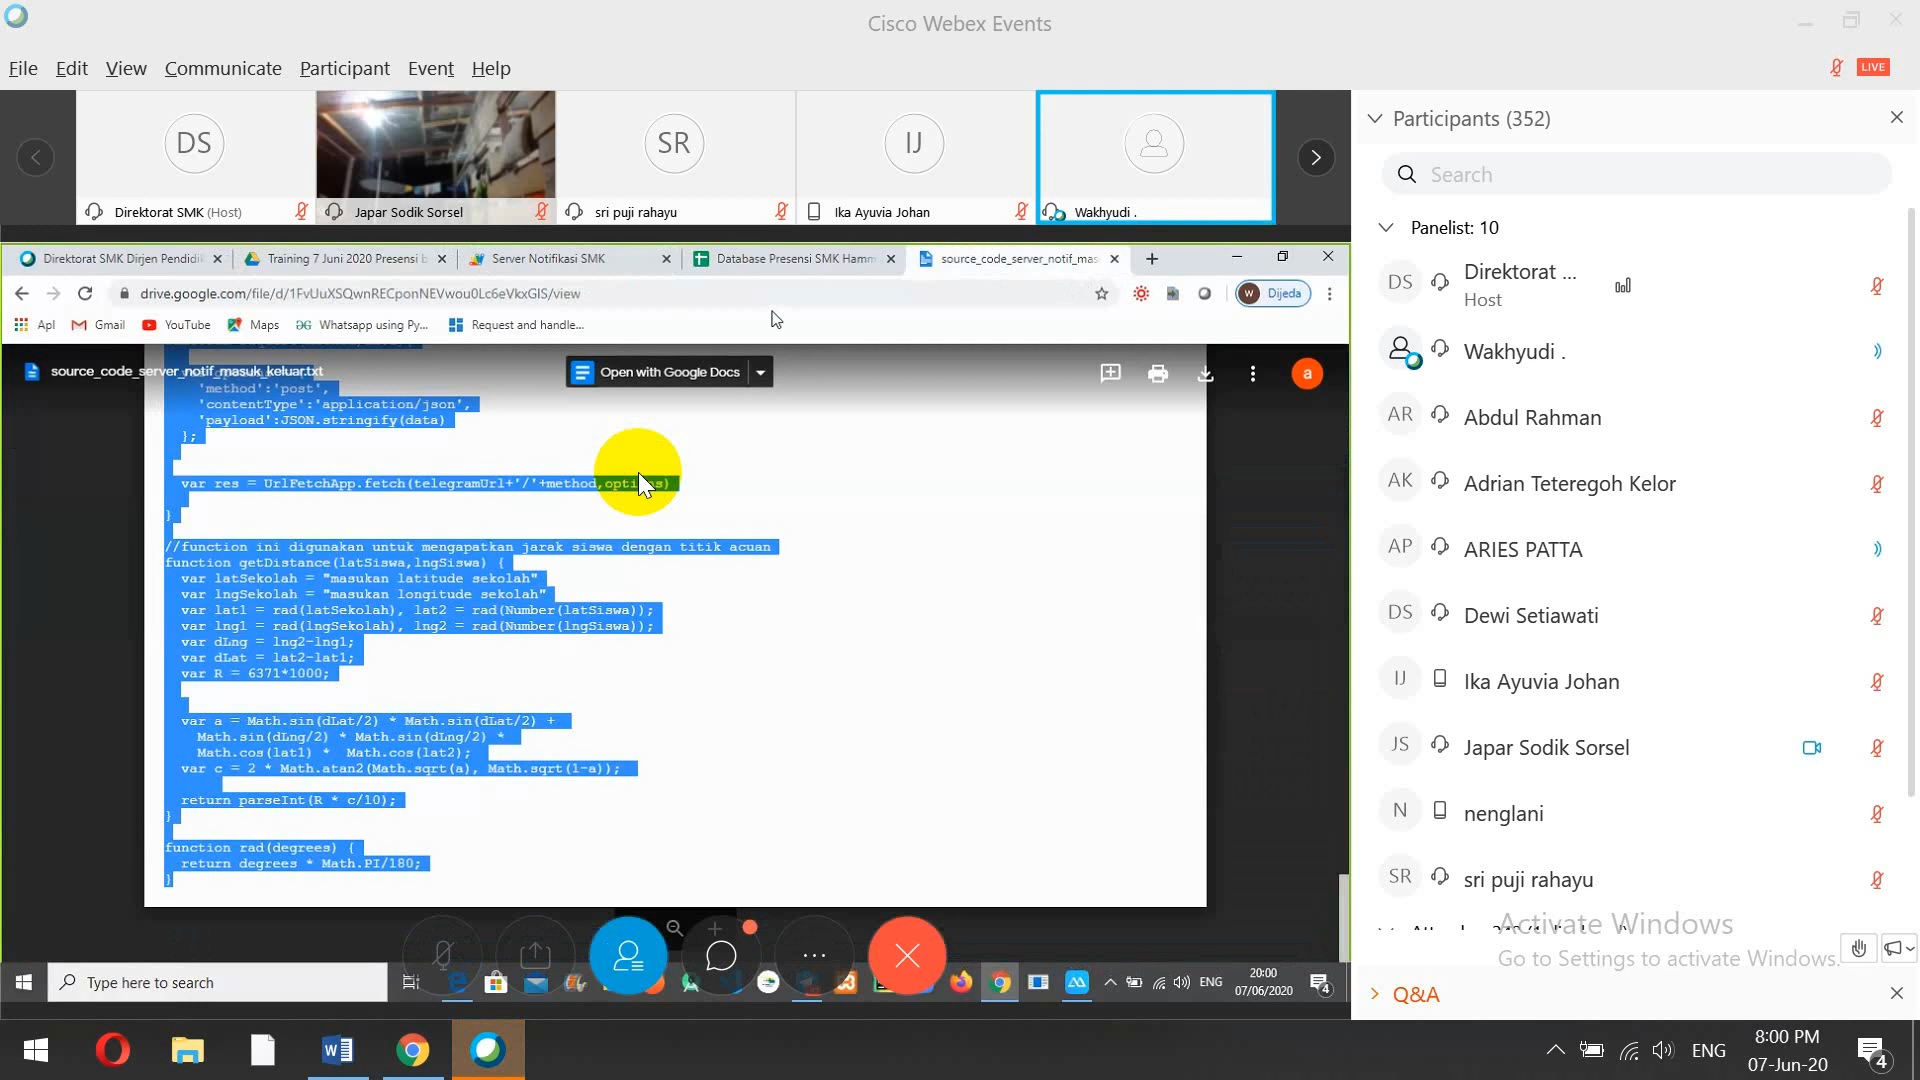 Cisco Webex Events
File Edit View Communicate Participant Event Help
LIVE
DS
SR
IJ
Direktorat SMK (Host)
Japar Sodik Sorsel
sri puji rahayu
Ika Ayuvia Johan
Wakhyudi .
Direktorat SMK Dirjen Pendidik
Training 7 Juni 2020 Presensi b
Server Notifikasi SMK
Database Presensi SMK Hamm
source_code_server_notif_mas
drive.google.com/file/d/1FvUuXSQwnRECponNEVwou0Lc6eVkxGIS/view
W Dijeda
Apl
Gmail
YouTube
Maps
Whatsapp using Py...
Request and handle...
source_code_server_notif_masuk_keluar.txt
Open with Google Docs
a
'method':'post',
'contentType':'application/json',
'payload':JSON.stringify(data)
};
var res = UrlFetchApp.fetch(telegramUrl+'/'+method,options)
}
//function ini digunakan untuk mengapatkan jarak siswa dengan titik acuan
function getDistance(latSiswa,lngSiswa) {
var latSekolah = "masukan latitude sekolah"
var lngSekolah = "masukan longitude sekolah"
var lat1 = rad(latSekolah), lat2 = rad(Number(latSiswa));
var lng1 = rad(lngSekolah), lng2 = rad(Number(lngSiswa));
var dLng = lng2-lng1;
var dLat = lat2-lat1;
var R = 6371*1000;
var a = Math.sin(dLat/2) * Math.sin(dLat/2) +
Math.sin(dLng/2) * Math.sin(dLng/2) *
Math.cos(lat1) * Math.cos(lat2);
var c = 2 * Math.atan2(Math.sqrt(a), Math.sqrt(1-a));
return parseInt(R * c/10);
}
function rad(degrees) {
return degrees * Math.PI/180;
}
Type here to search
ENG
20:00
07/06/2020
4
Participants (352)
Search
Panelist: 10
DS Direktorat ...
Host
Wakhyudi .
AR Abdul Rahman
AK Adrian Teteregoh Kelor
AP ARIES PATTA
DS Dewi Setiawati
IJ Ika Ayuvia Johan
JS Japar Sodik Sorsel
N nenglani
SR sri puji rahayu
Activate Windows
Go to Settings to activate Windows.
Q&A
ENG
8:00 PM
07-Jun-20
4